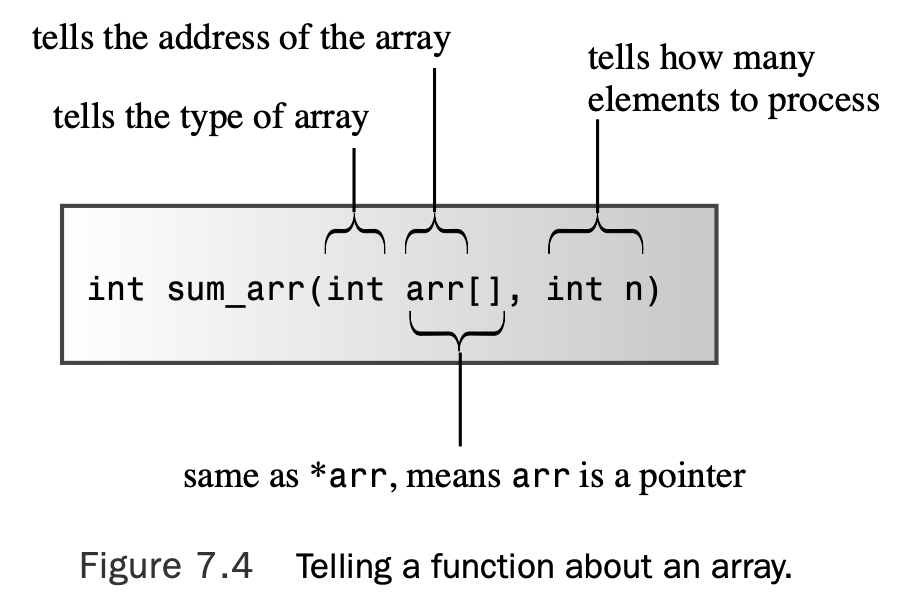 tells the address of the array
tells how many
elements to process
tells the type of array
int sum_arr(int arr[], int n)
same as *arr, means arr is a pointer
Figure 7.4 Telling a function about an array.